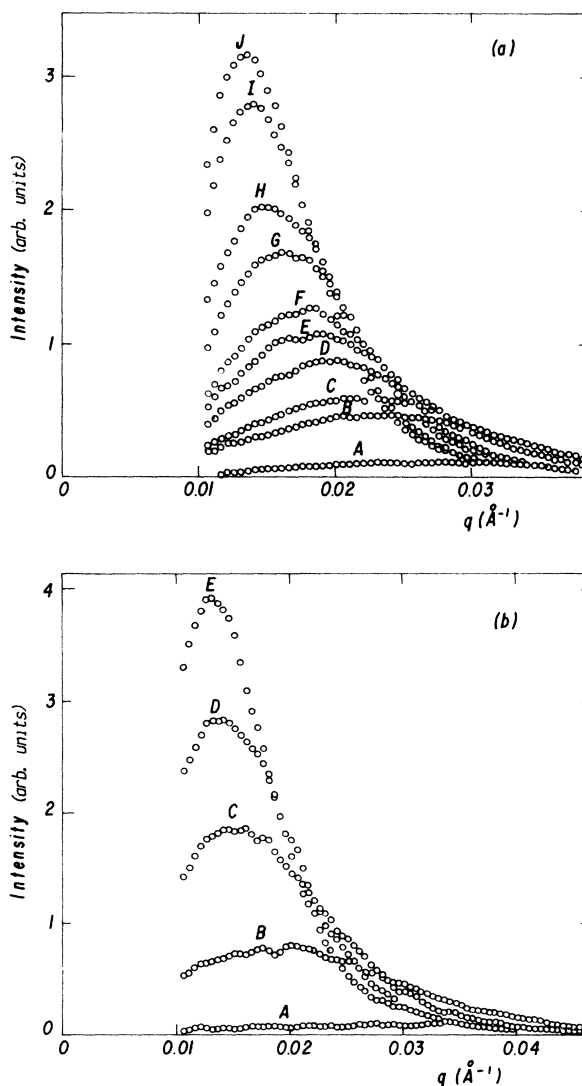 (a)
J
I
H
G
F
E
D
C
B
A
3
2
1
0
Intensity (arb. units)
0 0.01 0.02 0.03
q (Å⁻¹)
(b)
E
D
C
B
A
4
3
2
1
0
Intensity (arb. units)
0 0.01 0.02 0.03 0.04
q (Å⁻¹)